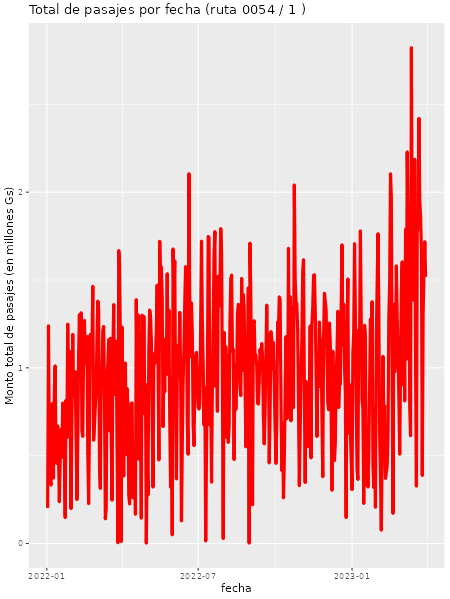 Total de pasajes por fecha (ruta 0054 / 1 )
Monto total de pasajes (en millones Gs)
2
1
0
2022-01
2022-07
2023-01
fecha